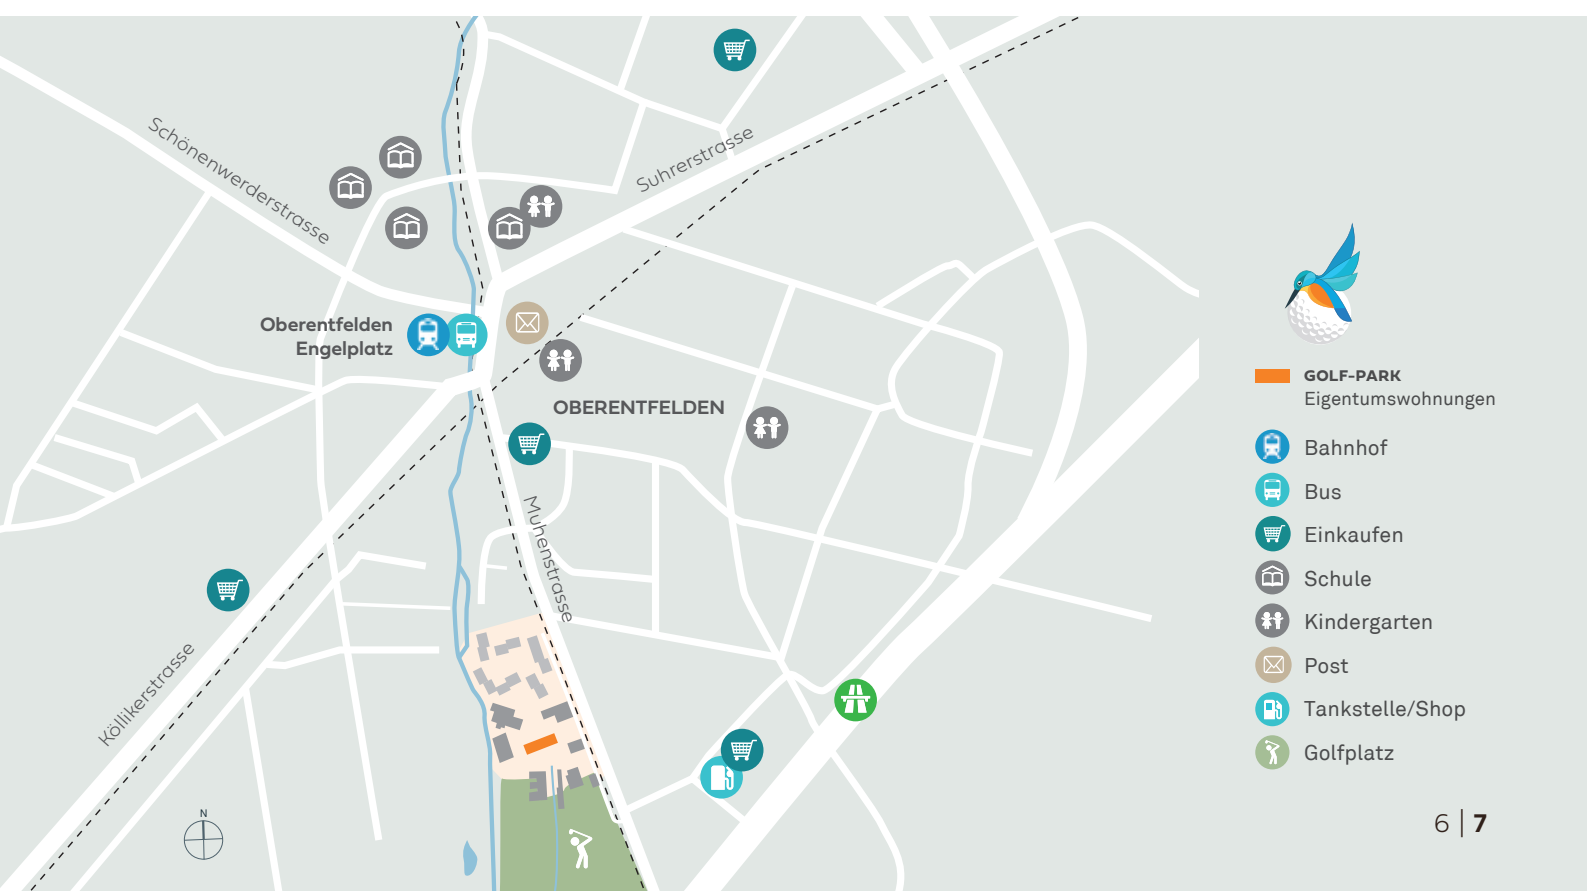 Schönenwerderstrasse
Suhrerstrasse
Oberentfelden
Engelplatz
OBERENTFELDEN
Muhenstrasse
Köllikerstrasse
N
GOLF-PARK
Eigentumswohnungen
Bahnhof
Bus
Einkaufen
Schule
Kindergarten
Post
Tankstelle/Shop
Golfplatz
6 | 7